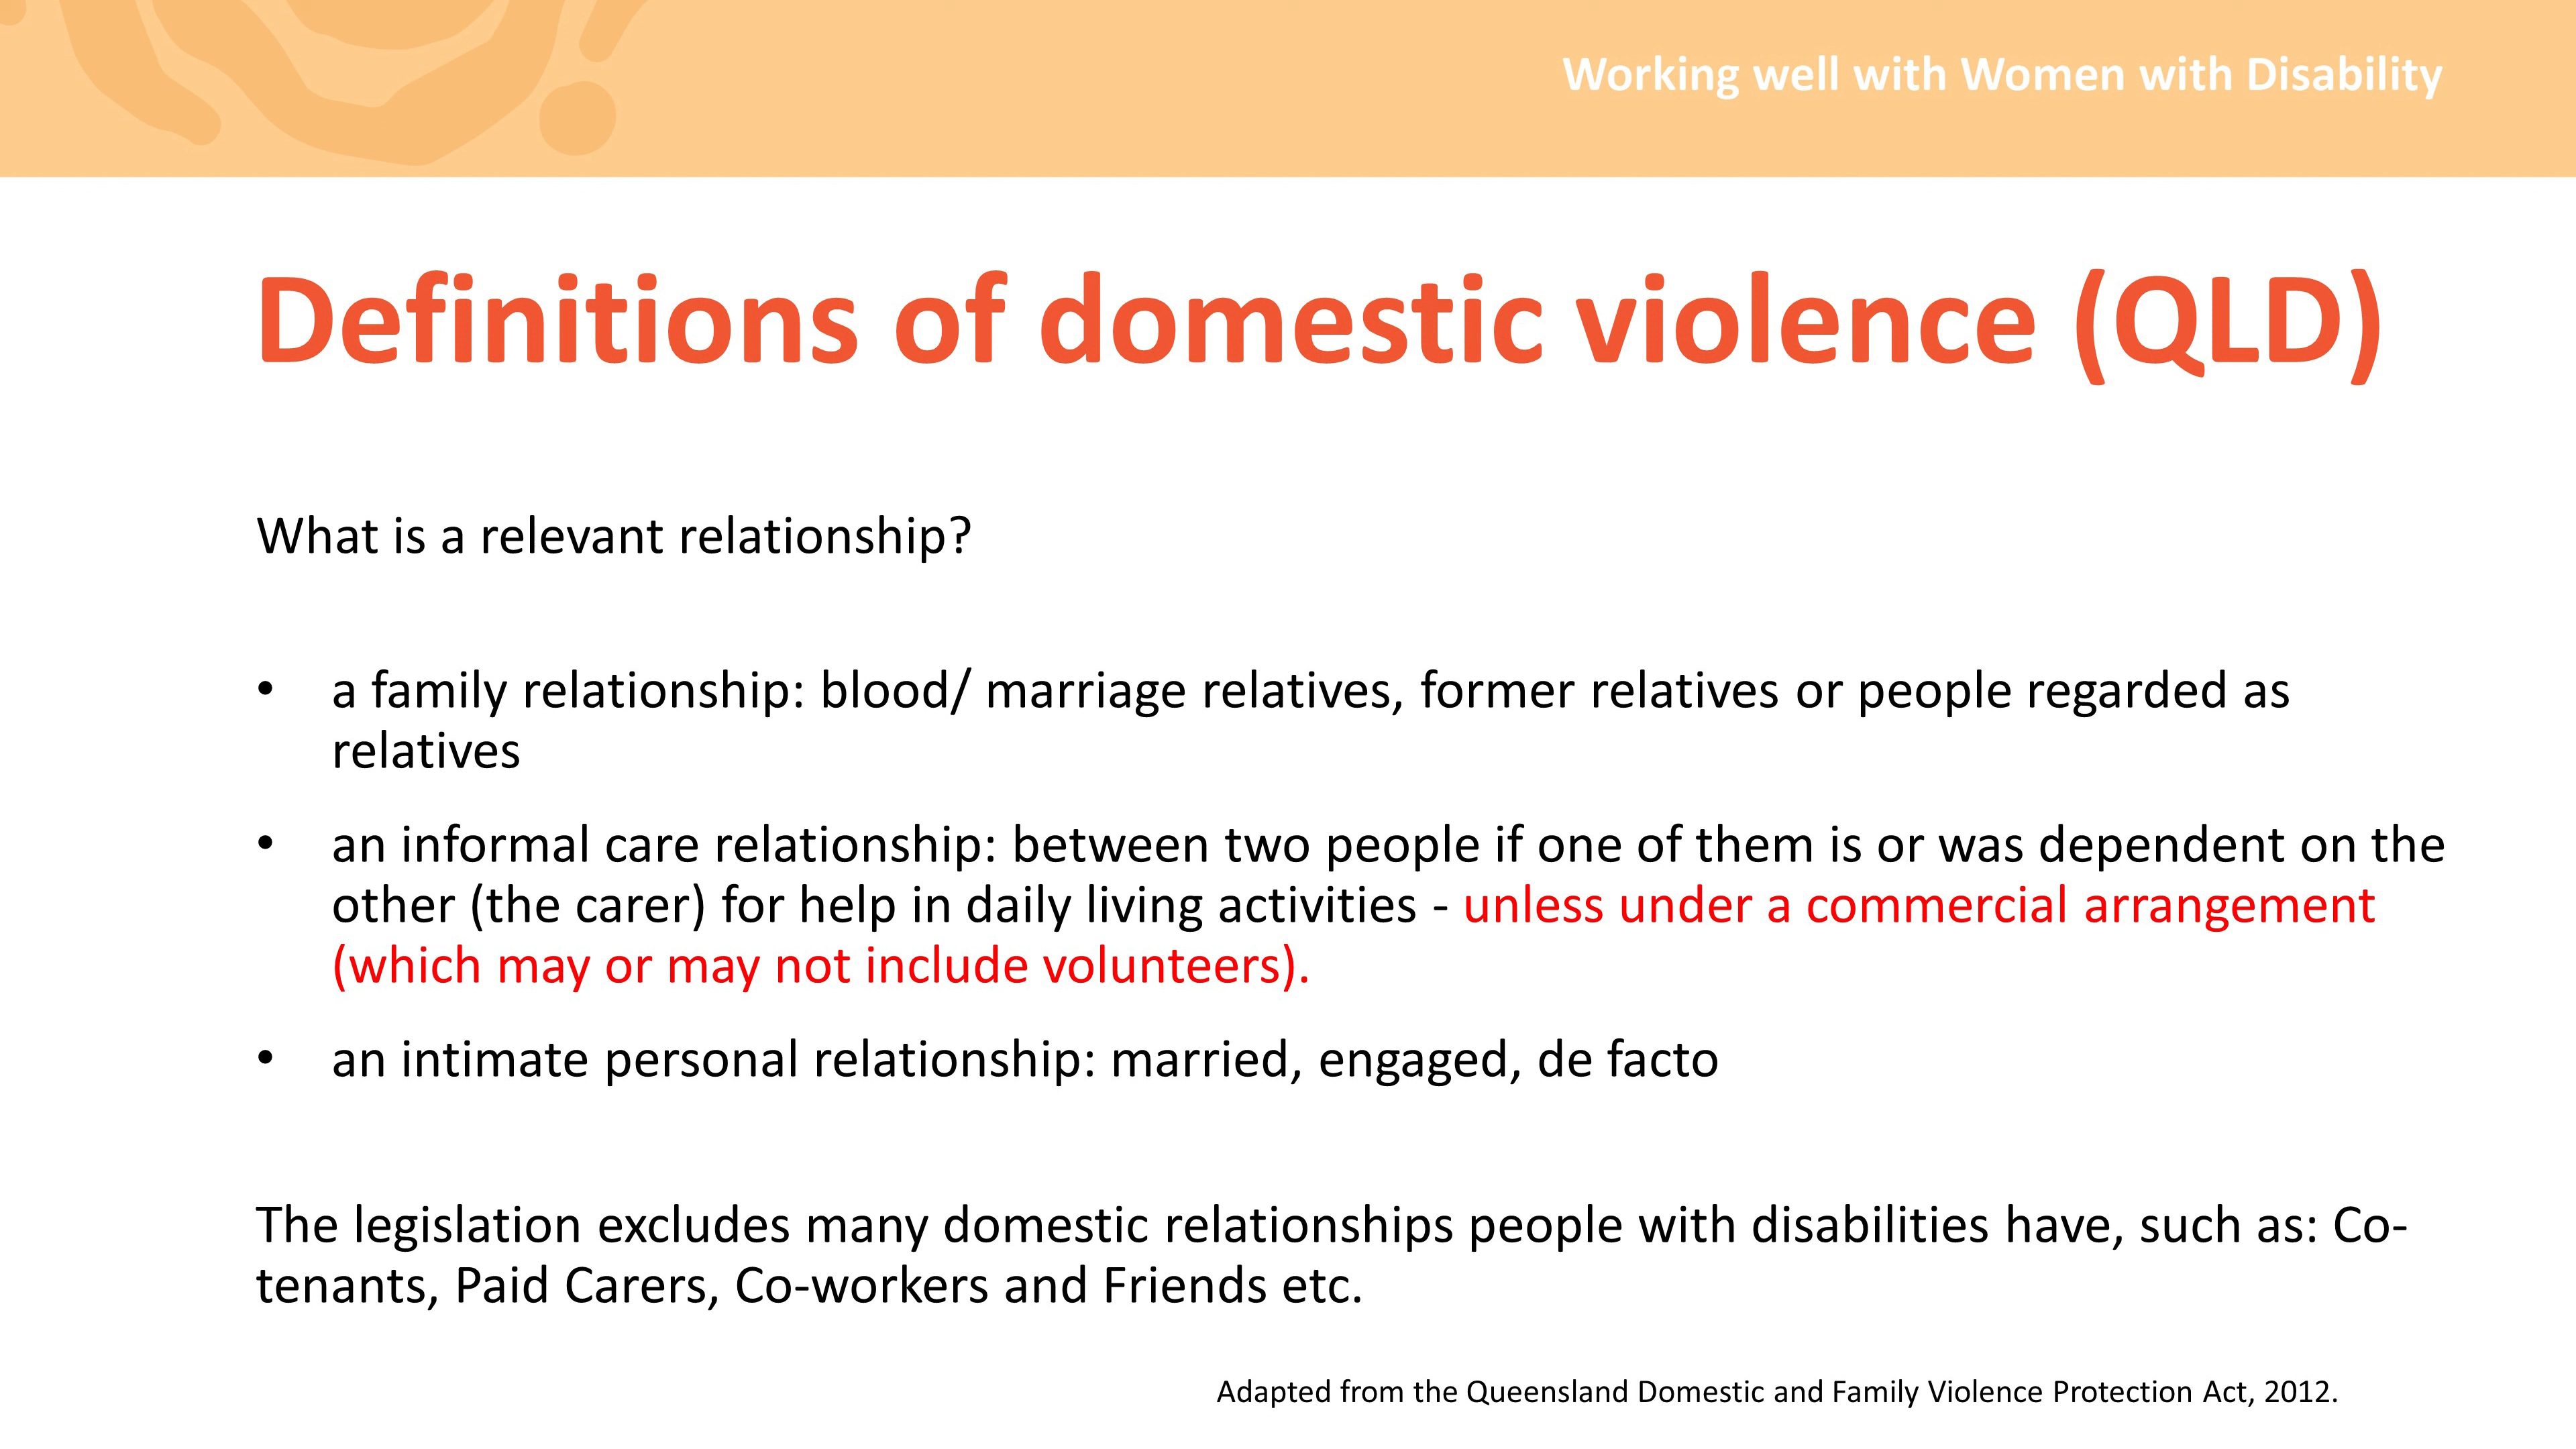 Working well with Women with Disability
Definitions of domestic violence (QLD)
What is a relevant relationship?
• a family relationship: blood/ marriage relatives, former relatives or people regarded as
relatives
• an informal care relationship: between two people if one of them is or was dependent on the
other (the carer) for help in daily living activities - unless under a commercial arrangement
(which may or may not include volunteers).
• an intimate personal relationship: married, engaged, de facto
The legislation excludes many domestic relationships people with disabilities have, such as: Co-
tenants, Paid Carers, Co-workers and Friends etc.
Adapted from the Queensland Domestic and Family Violence Protection Act, 2012.